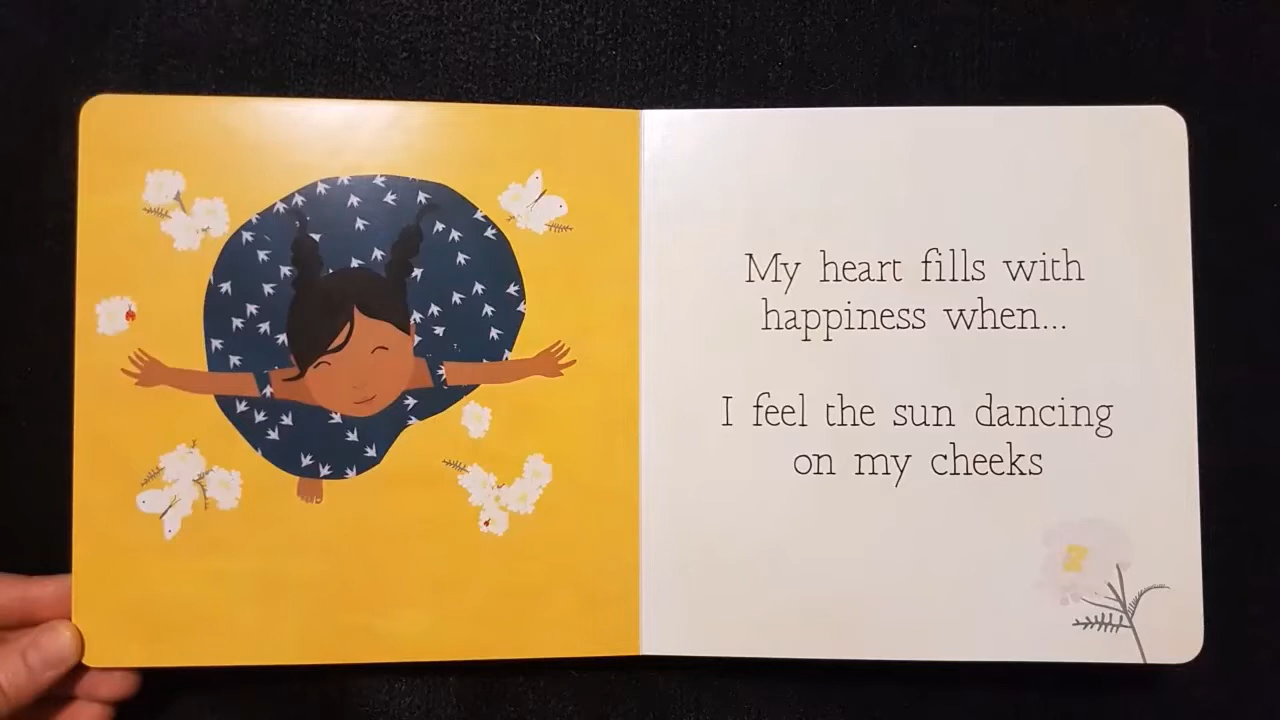 My heart fills with
happiness when...
I feel the sun dancing
on my cheeks